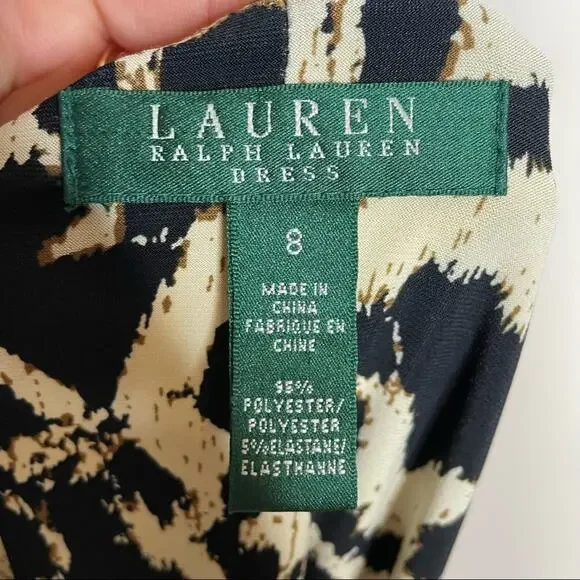 LAUREN
RALPH LAUREN
DRESS
8
MADE IN
CHINA
FABRIQUE EN
CHINE
95%
POLYESTER/
POLYESTER
5%ELASTANE/
ELASTHANNE